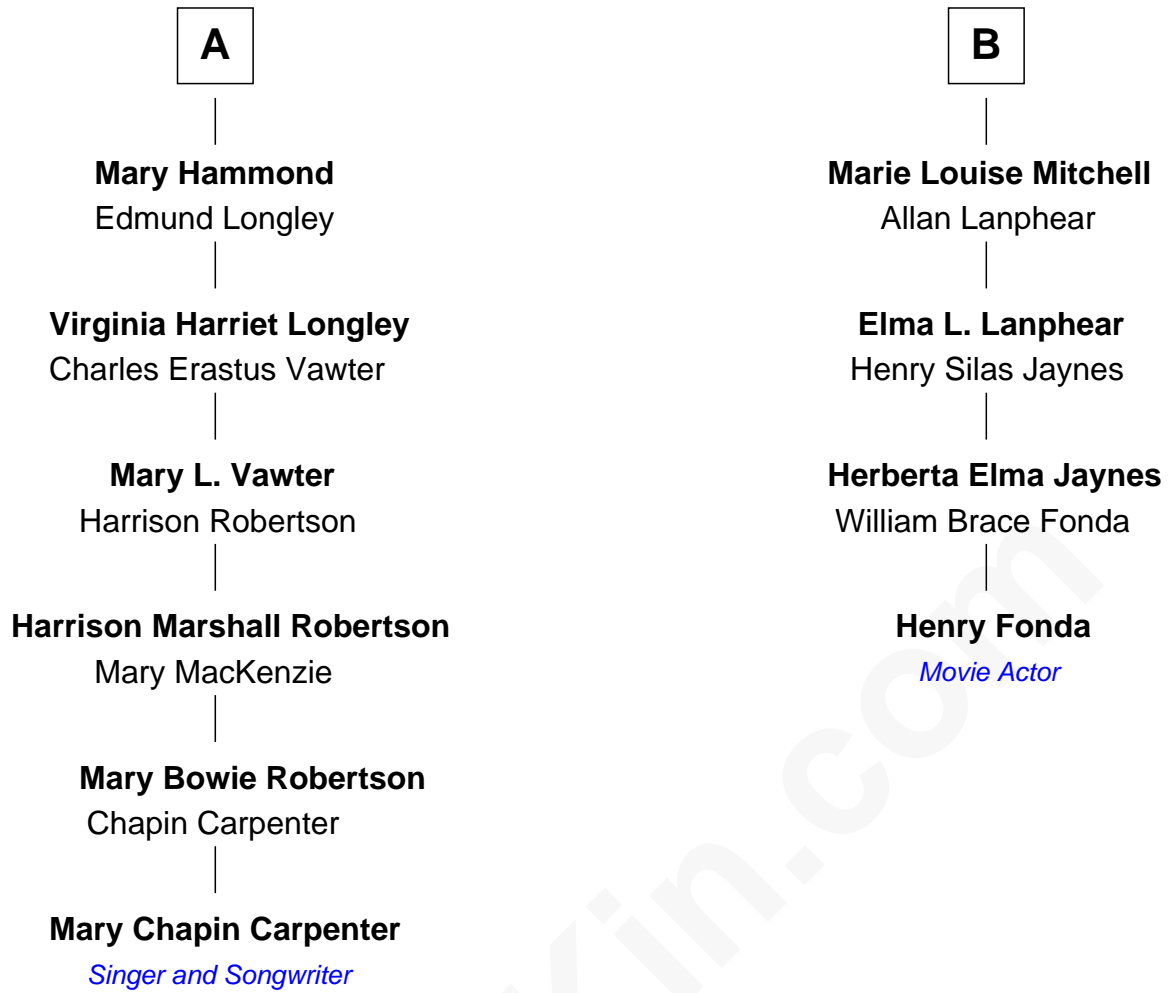 A
Mary Hammond
Edmund Longley
Virginia Harriet Longley
Charles Erastus Vawter
Mary L. Vawter
Harrison Robertson
Harrison Marshall Robertson
Mary MacKenzie
Mary Bowie Robertson
Chapin Carpenter
Mary Chapin Carpenter
Singer and Songwriter
B
Marie Louise Mitchell
Allan Lanphear
Elma L. Lanphear
Henry Silas Jaynes
Herberta Elma Jaynes
William Brace Fonda
Henry Fonda
Movie Actor